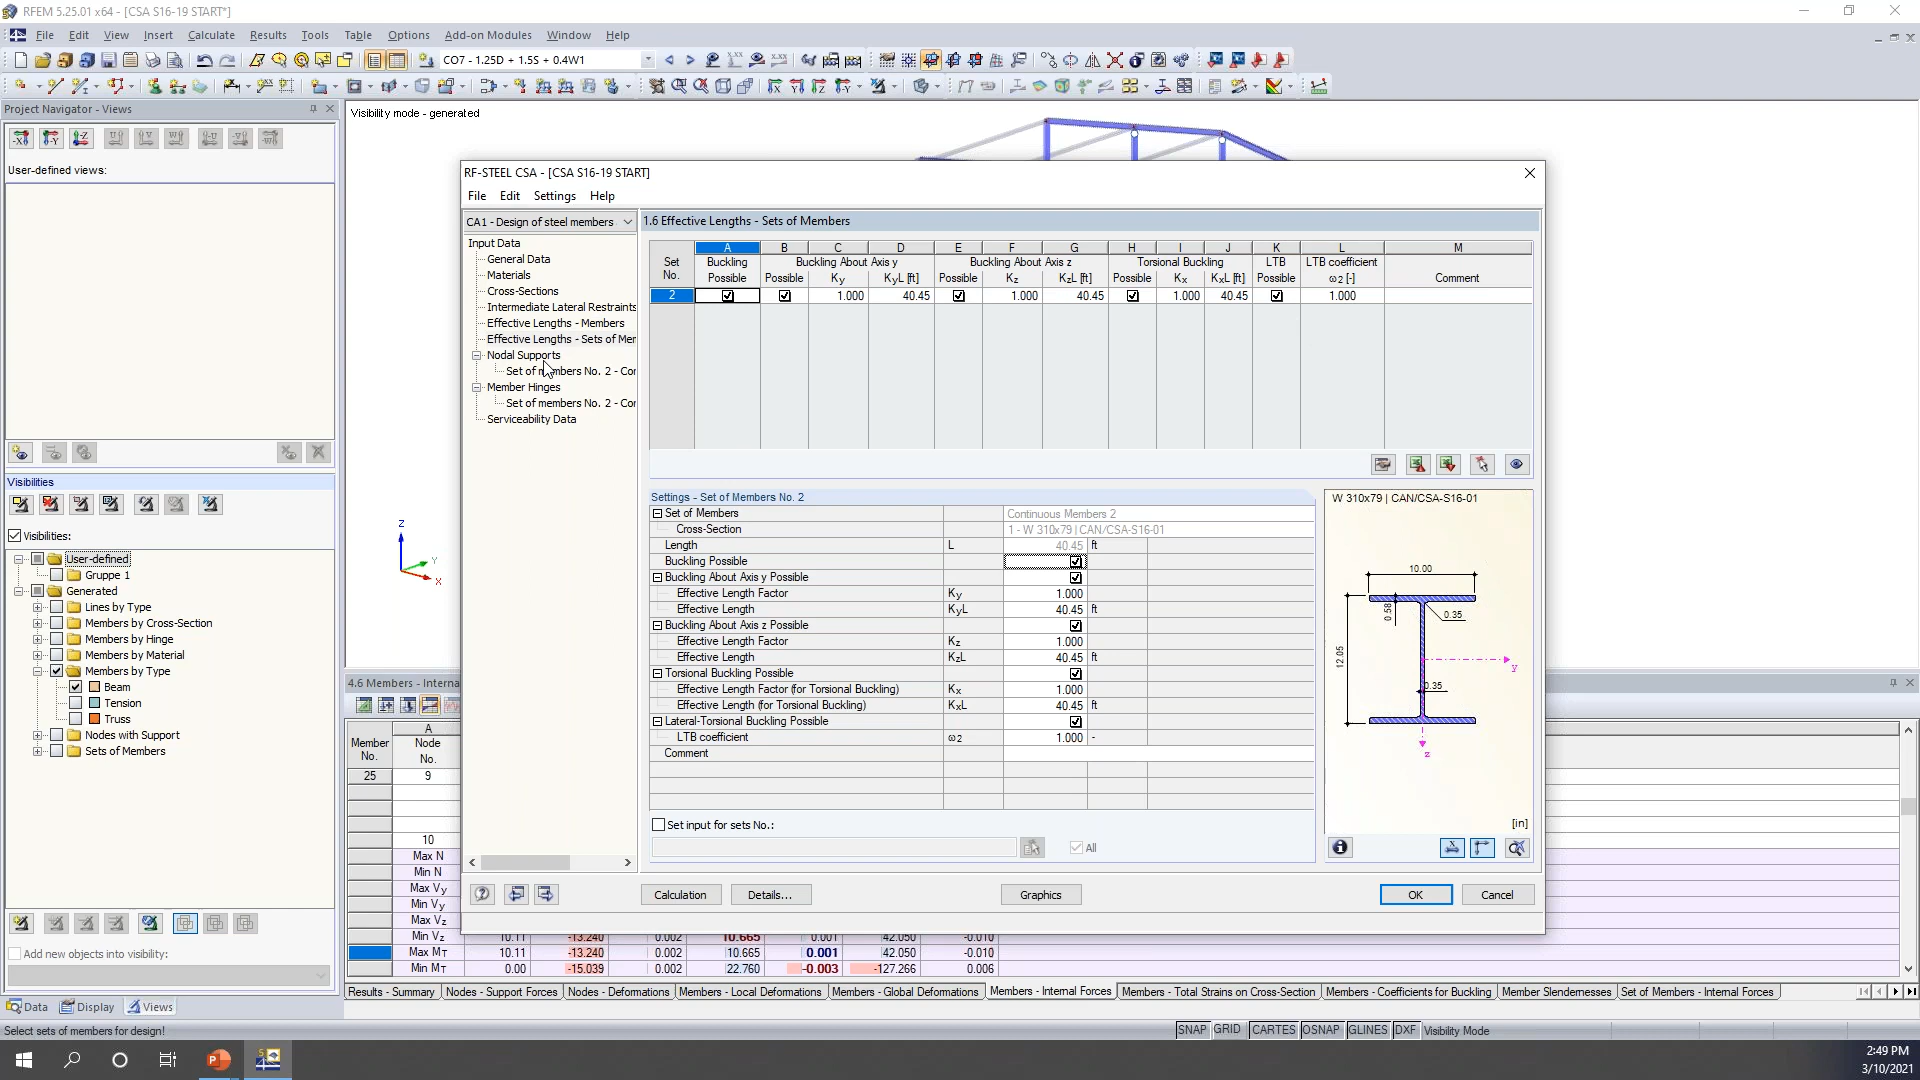 RFEM 5.25.01 x64 - [CSA S16-19 START*]
File Edit View Insert Calculate Results Tools Table Options Add-on Modules Window Help
CO7 - 1.25D + 1.5S + 0.4W1
Project Navigator - Views
Visibility mode - generated
User-defined views:
RF-STEEL CSA - [CSA S16-19 START]
File Edit Settings Help
CA1 - Design of steel members
1.6 Effective Lengths - Sets of Members
Input Data
General Data
Materials
Cross-Sections
Intermediate Lateral Restraints
Effective Lengths - Members
Effective Lengths - Sets of Mer
Nodal Supports
Set of members No. 2 - Cor
Member Hinges
Set of members No. 2 - Cor
Serviceability Data
A B C D E F G H I J K L M
Set Buckling Buckling About Axis y Buckling About Axis z Torsional Buckling LTB LTB coefficient
No. Possible Possible Ky KyL [ft] Possible Kz KzL [ft] Possible Kx KxL [ft] Possible ω2 [-] Comment
2 1.000 40.45 1.000 40.45 1.000 40.45 1.000
Settings - Set of Members No. 2
Set of Members Continuous Members 2
Cross-Section 1 - W 310x79 | CAN/CSA-S16-01
Length L 40.45 ft
Buckling Possible
Buckling About Axis y Possible
Effective Length Factor Ky 1.000
Effective Length KyL 40.45 ft
Buckling About Axis z Possible
Effective Length Factor Kz 1.000
Effective Length KzL 40.45 ft
Torsional Buckling Possible
Effective Length Factor (for Torsional Buckling) Kx 1.000
Effective Length (for Torsional Buckling) KxL 40.45 ft
Lateral-Torsional Buckling Possible
LTB coefficient ω2 1.000 -
Comment
Set input for sets No.:
All
W 310x79 | CAN/CSA-S16-01
10.00
0.58
0.35
12.05
y
0.35
z
[in]
Calculation Details... Graphics OK Cancel
Visibilities
Visibilities:
User-defined
Gruppe 1
Generated
Lines by Type
Members by Cross-Section
Members by Hinge
Members by Material
Members by Type
Beam
Tension
Truss
Nodes with Support
Sets of Members
Add new objects into visibility:
Z
Y
X
4.6 Members - Interna
A
Member Node
No. No.
25 9
10
Max N
Min N
Max Vy
Min Vy
Max Vz
Min Vz 10.11 -13.240 0.002 10.665 0.001 42.050 -0.010
Max MT 10.11 -13.240 0.002 10.665 0.001 42.050 -0.010
Min MT 0.00 -15.039 0.002 22.760 -0.003 -127.266 0.006
Results - Summary Nodes - Support Forces Nodes - Deformations Members - Local Deformations Members - Global Deformations Members - Internal Forces Members - Total Strains on Cross-Section Members - Coefficients for Buckling Member Slendernesses Set of Members - Internal Forces
Data Display Views
Select sets of members for design!
SNAP GRID CARTES OSNAP GLINES DXF Visibility Mode
2:49 PM
3/10/2021